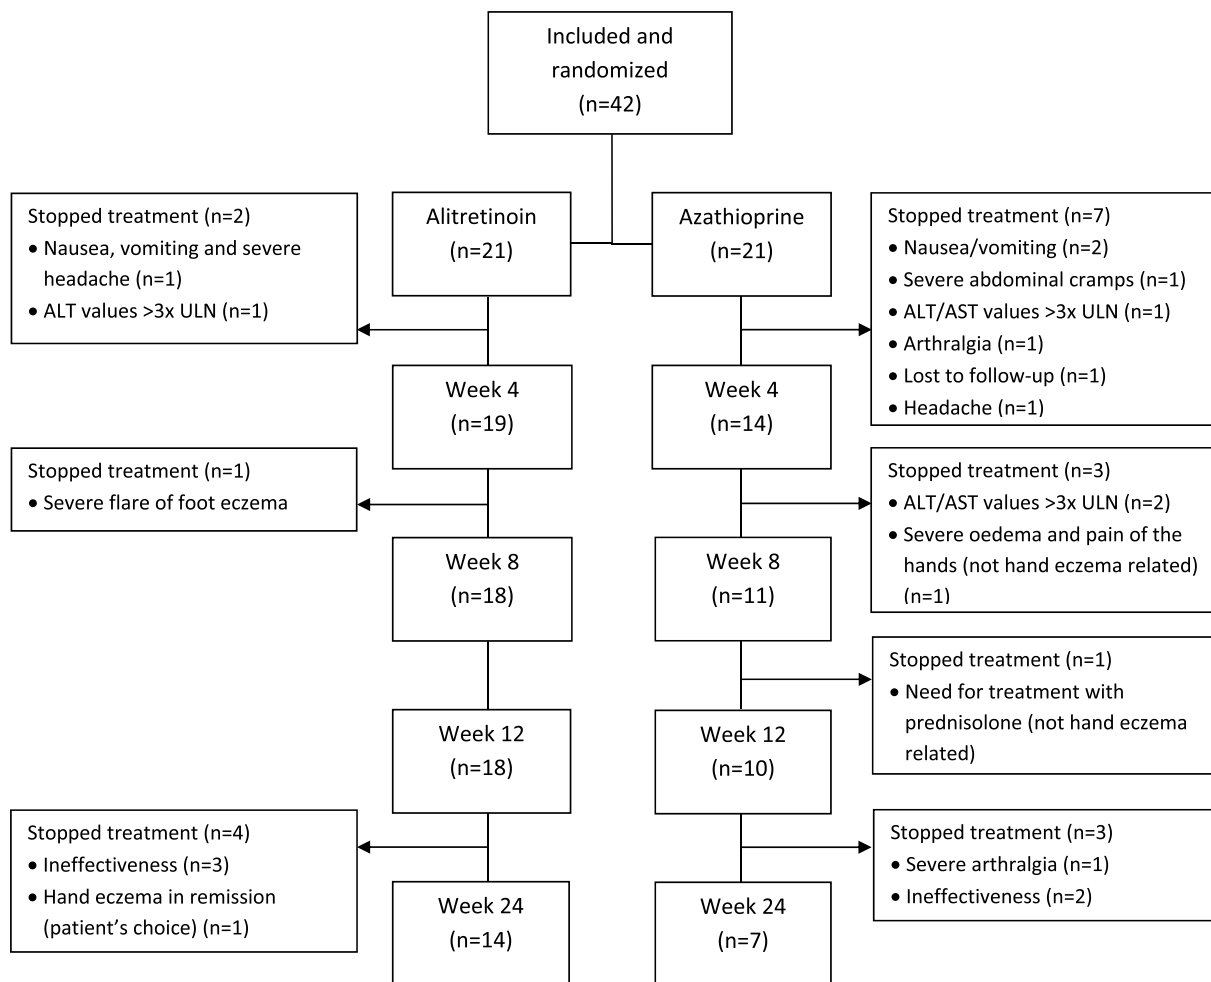 Included and
randomized
(n=42)
Alitretinoin
(n=21)
Azathioprine
(n=21)
Stopped treatment (n=2)
• Nausea, vomiting and severe
headache (n=1)
• ALT values >3x ULN (n=1)
Stopped treatment (n=7)
• Nausea/vomiting (n=2)
• Severe abdominal cramps (n=1)
• ALT/AST values >3x ULN (n=1)
• Arthralgia (n=1)
• Lost to follow-up (n=1)
• Headache (n=1)
Week 4
(n=19)
Week 4
(n=14)
Stopped treatment (n=1)
• Severe flare of foot eczema
Stopped treatment (n=3)
• ALT/AST values >3x ULN (n=2)
• Severe oedema and pain of the
hands (not hand eczema related)
(n=1)
Week 8
(n=18)
Week 8
(n=11)
Stopped treatment (n=1)
• Need for treatment with
prednisolone (not hand eczema
related)
Week 12
(n=18)
Week 12
(n=10)
Stopped treatment (n=4)
• Ineffectiveness (n=3)
• Hand eczema in remission
(patient’s choice) (n=1)
Stopped treatment (n=3)
• Severe arthralgia (n=1)
• Ineffectiveness (n=2)
Week 24
(n=14)
Week 24
(n=7)